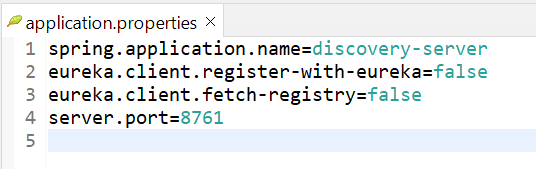 application.properties
1 spring.application.name=discovery-server
2 eureka.client.register-with-eureka=false
3 eureka.client.fetch-registry=false
4 server.port=8761
5